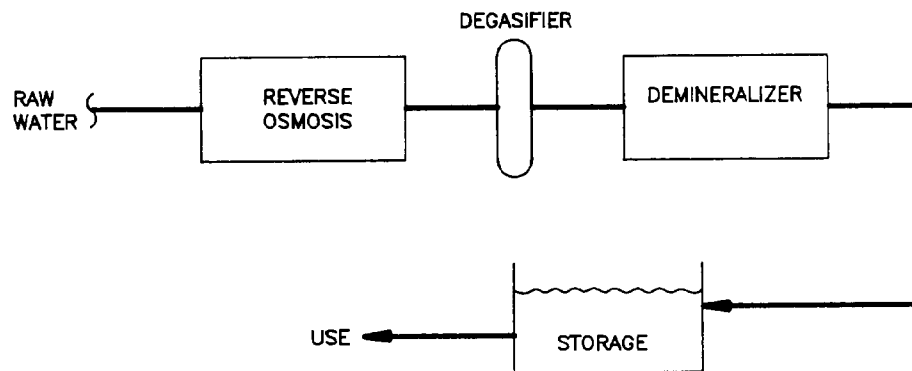 DEGASIFIER
RAW
WATER
REVERSE
OSMOSIS
DEMINERALIZER
USE
STORAGE